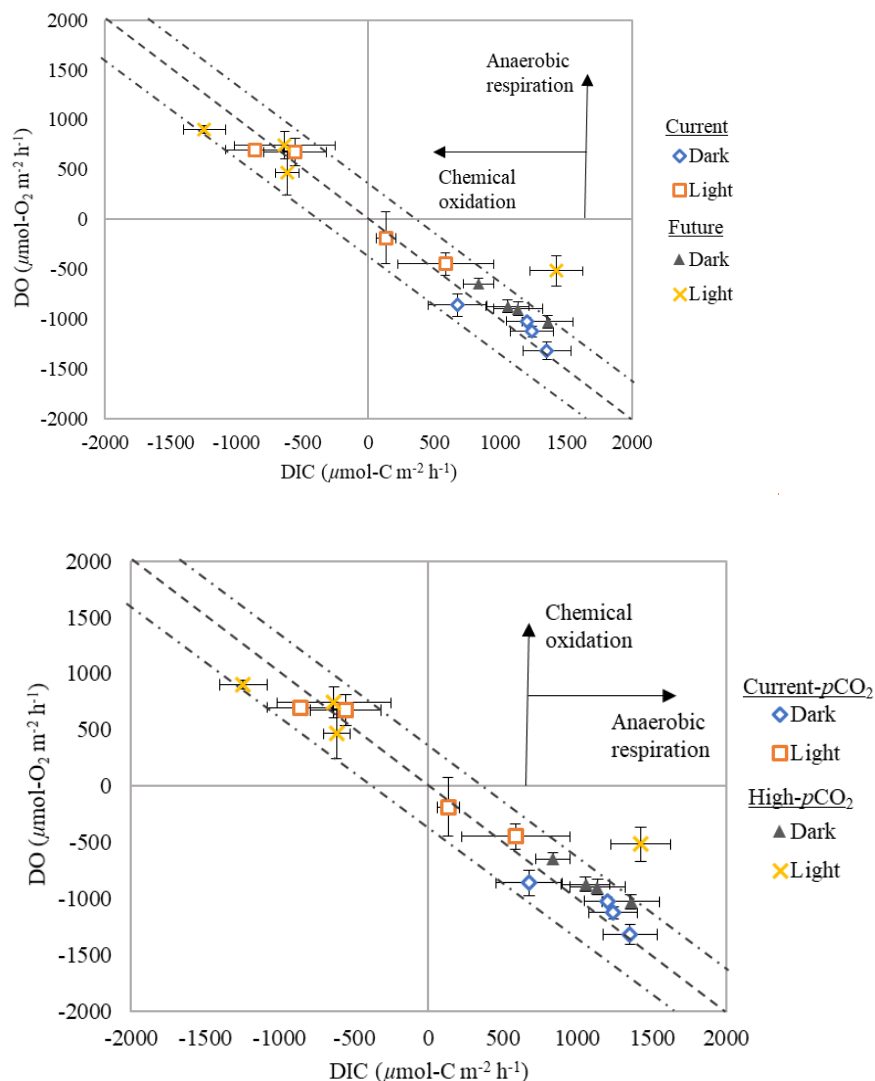 2000
1500
1000
500
0
-500
-1000
-1500
-2000
-2000 -1500 -1000 -500 0 500 1000 1500 2000
DO (µmol-O₂ m⁻² h⁻¹)
DIC (µmol-C m⁻² h⁻¹)
Anaerobic
respiration
Chemical
oxidation
Current
Dark
Light
Future
Dark
Light
2000
1500
1000
500
0
-500
-1000
-1500
-2000
-2000 -1500 -1000 -500 0 500 1000 1500 2000
DO (µmol-O₂ m⁻² h⁻¹)
DIC (µmol-C m⁻² h⁻¹)
Chemical
oxidation
Anaerobic
respiration
Current-pCO₂
Dark
Light
High-pCO₂
Dark
Light